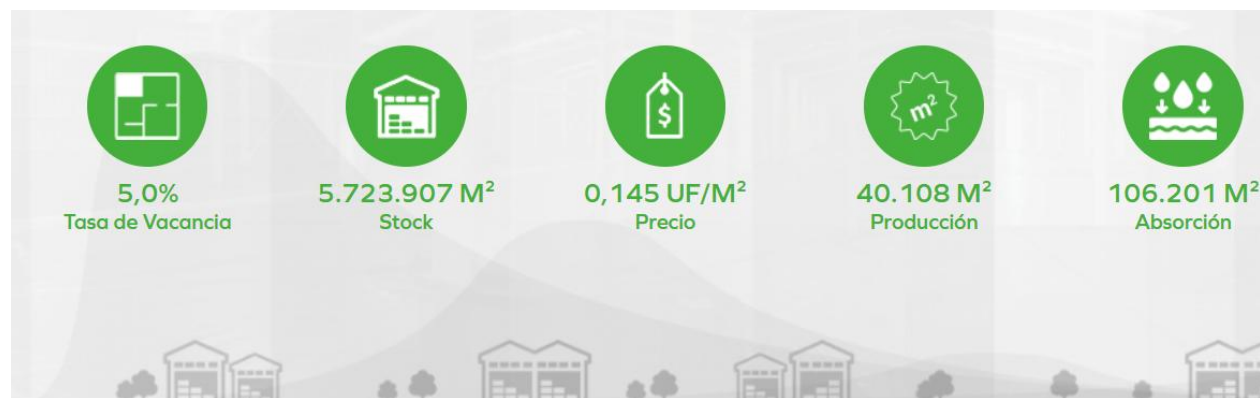 $
m²
5,0%
Tasa de Vacancia
5.723.907 M²
Stock
0,145 UF/M²
Precio
40.108 M²
Producción
106.201 M²
Absorción